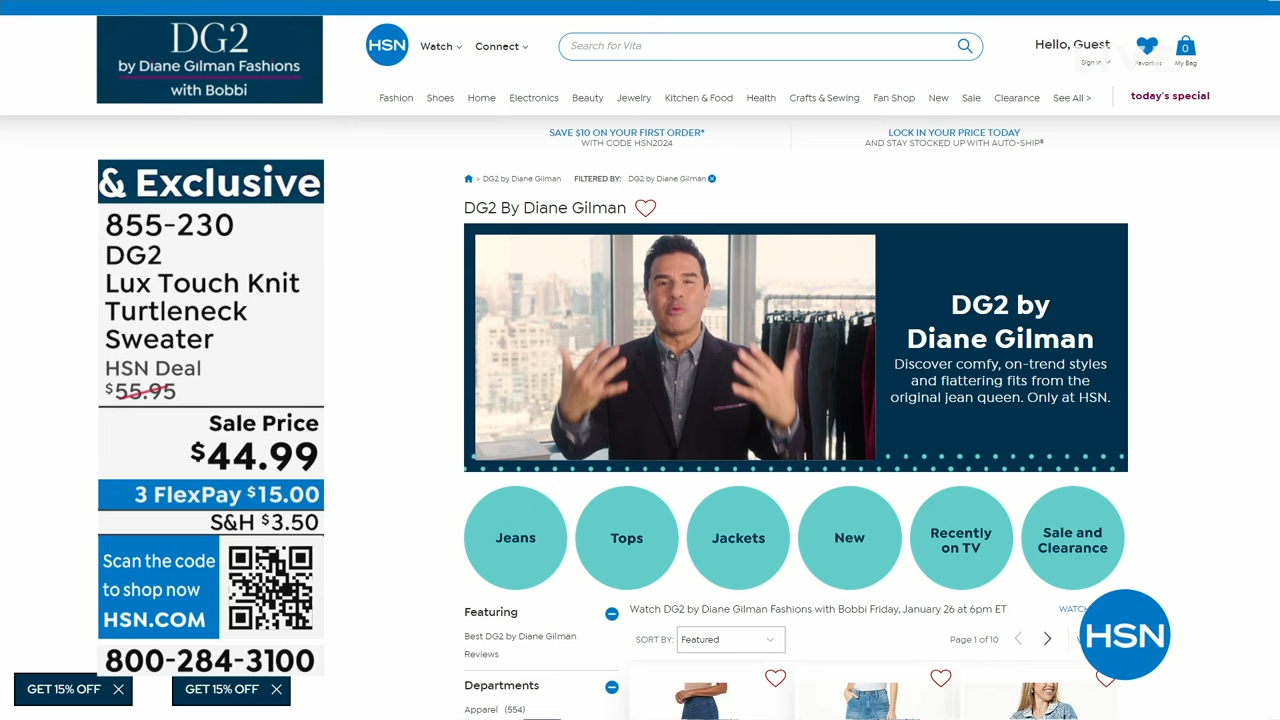 DG2
by Diane Gilman Fashions
with Bobbi
HSN
Watch
Connect
Search for Vita
Hello, Guest
Sign In
Favorites
0
My Bag
Fashion Shoes Home Electronics Beauty Jewelry Kitchen & Food Health Crafts & Sewing Fan Shop New Sale Clearance See All >
today's special
SAVE $10 ON YOUR FIRST ORDER*
WITH CODE HSN2024
LOCK IN YOUR PRICE TODAY
AND STAY STOCKED UP WITH AUTO-SHIP®
> DG2 by Diane Gilman FILTERED BY: DG2 by Diane Gilman
DG2 By Diane Gilman
& Exclusive
855-230
DG2
Lux Touch Knit
Turtleneck
Sweater
HSN Deal
$55.95
Sale Price
$44.99
3 FlexPay $15.00
S&H $3.50
Scan the code
to shop now
HSN.COM
800-284-3100
GET 15% OFF
GET 15% OFF
DG2 by
Diane Gilman
Discover comfy, on-trend styles
and flattering fits from the
original jean queen. Only at HSN.
Jeans
Tops
Jackets
New
Recently
on TV
Sale and
Clearance
Featuring
Best DG2 by Diane Gilman
Reviews
Departments
Apparel (554)
Watch DG2 by Diane Gilman Fashions with Bobbi Friday, January 26 at 6pm ET
WATCH
SORT BY: Featured
Page 1 of 10
HSN